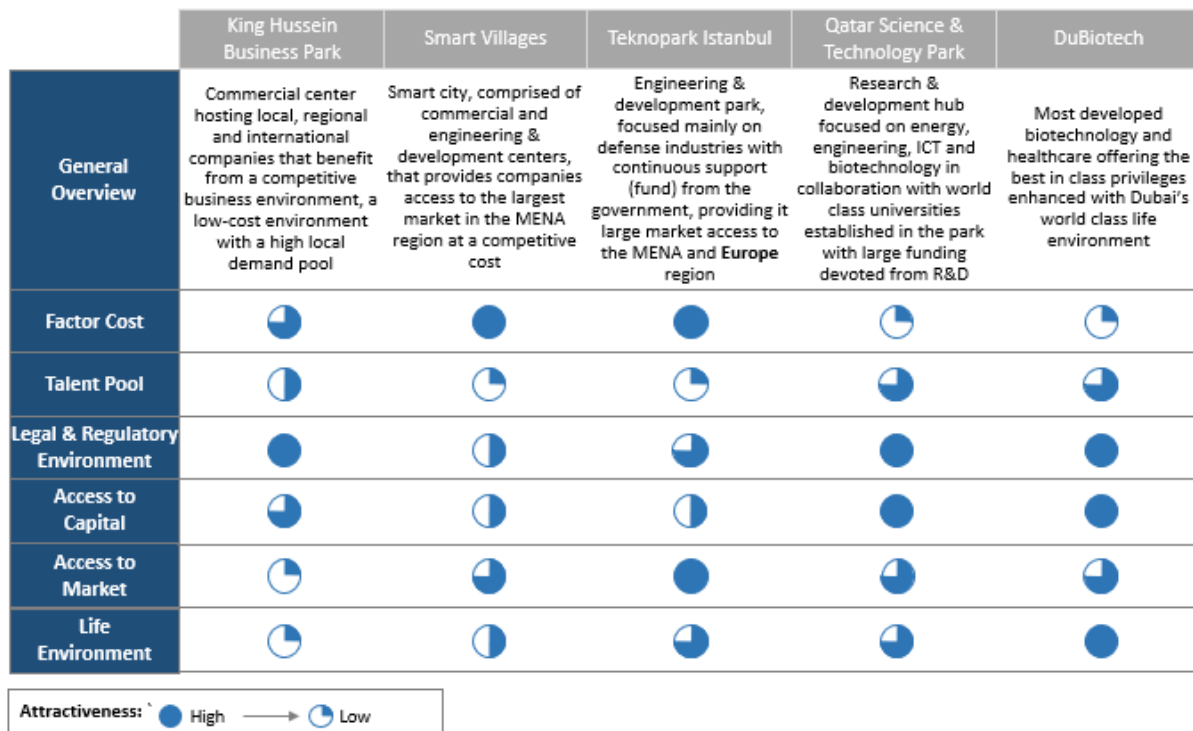 King Hussein
Business Park
Smart Villages
Teknopark Istanbul
Qatar Science &
Technology Park
DuBiotech
General
Overview
Commercial center
hosting local, regional
and international
companies that benefit
from a competitive
business environment, a
low-cost environment
with a high local
demand pool
Smart city, comprised of
commercial and
engineering &
development centers,
that provides companies
access to the largest
market in the MENA
region at a competitive
cost
Engineering &
development park,
focused mainly on
defense industries with
continuous support
(fund) from the
government, providing it
large market access to
the MENA and Europe
region
Research &
development hub
focused on energy,
engineering, ICT and
biotechnology in
collaboration with world
class universities
established in the park
with large funding
devoted from R&D
Most developed
biotechnology and
healthcare offering the
best in class privileges
enhanced with Dubai's
world class life
environment
Factor Cost
Talent Pool
Legal & Regulatory
Environment
Access to
Capital
Access to
Market
Life
Environment
Attractiveness: ` High Low